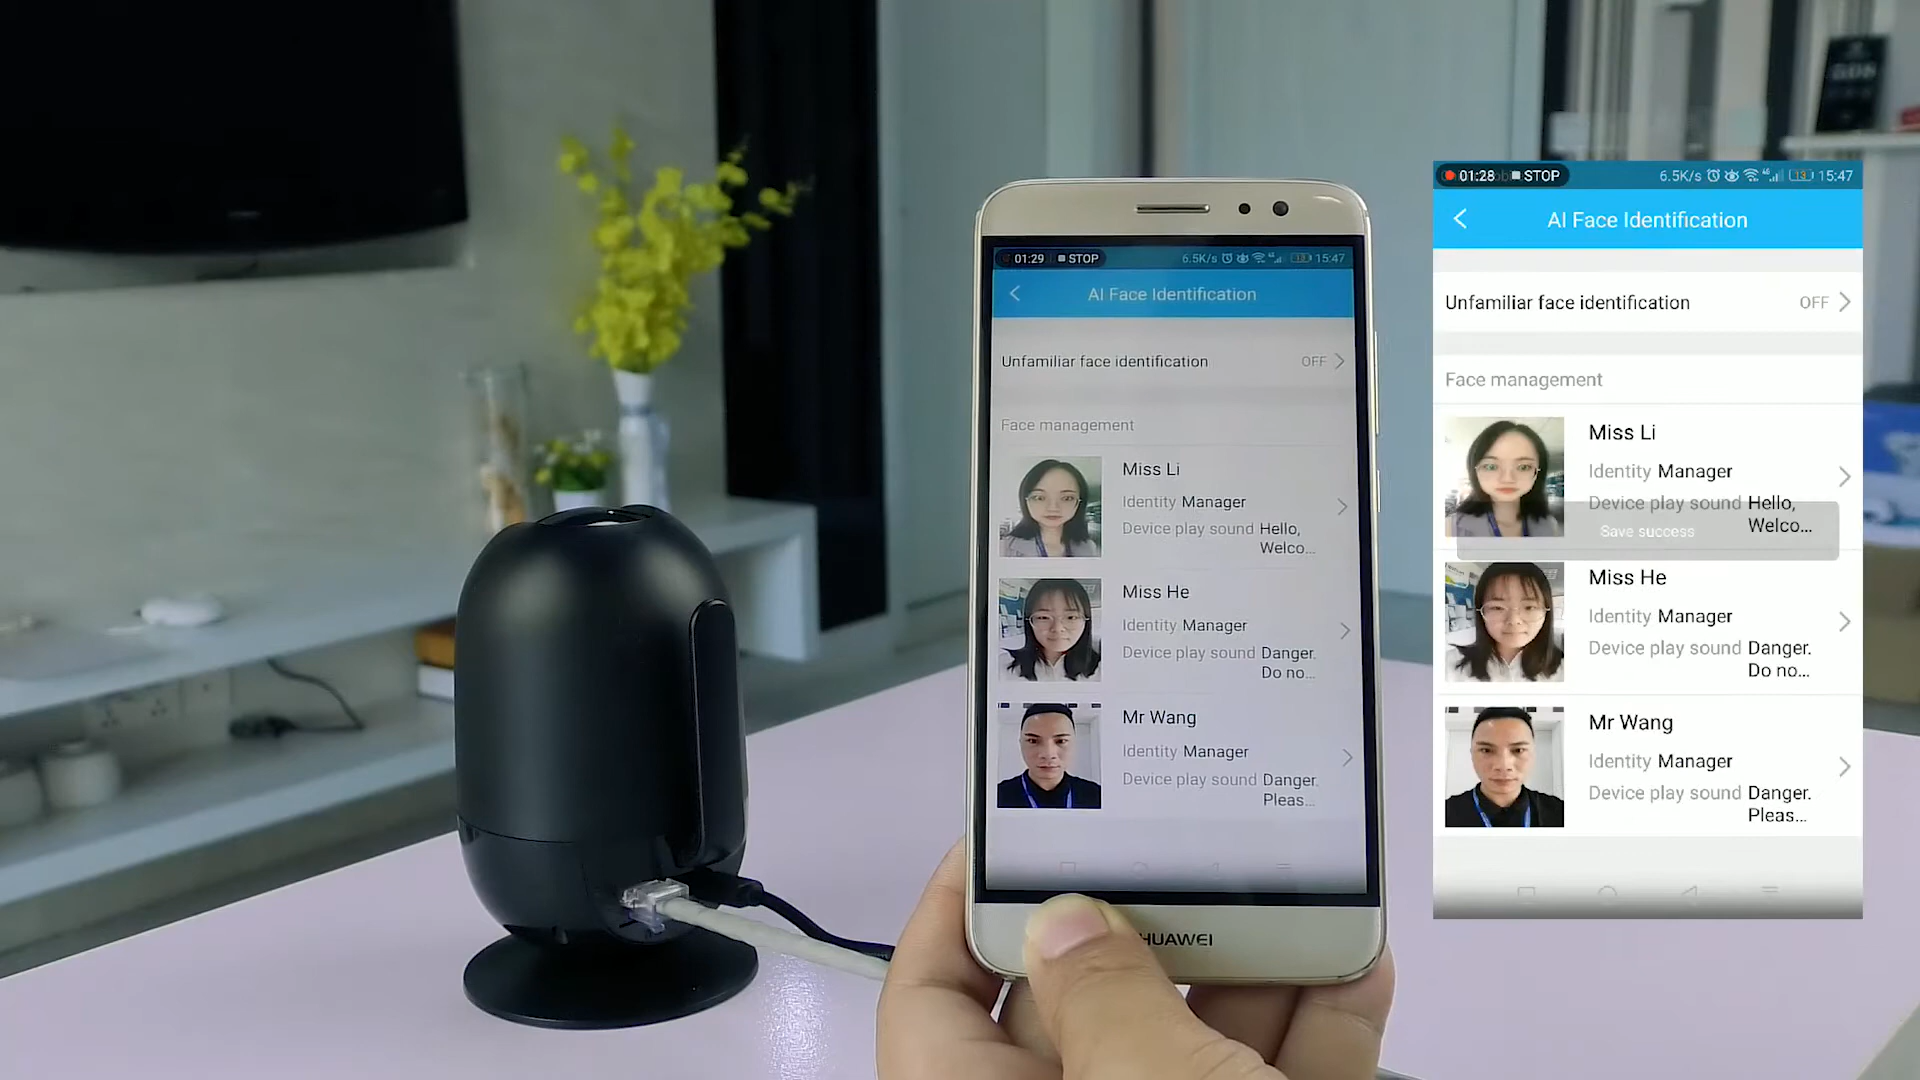 01:29 STOP 6.5K/s 15:47
AI Face Identification
Unfamiliar face identification OFF
Face management
Miss Li
Identity Manager
Device play sound Hello,
Welco...
Miss He
Identity Manager
Device play sound Danger.
Do no...
Mr Wang
Identity Manager
Device play sound Danger.
Pleas...
HUAWEI
01:28 STOP 6.5K/s 13 15:47
AI Face Identification
Unfamiliar face identification OFF
Face management
Miss Li
Identity Manager
Device play sound Hello,
Welco...
Save success
Miss He
Identity Manager
Device play sound Danger.
Do no...
Mr Wang
Identity Manager
Device play sound Danger.
Pleas...